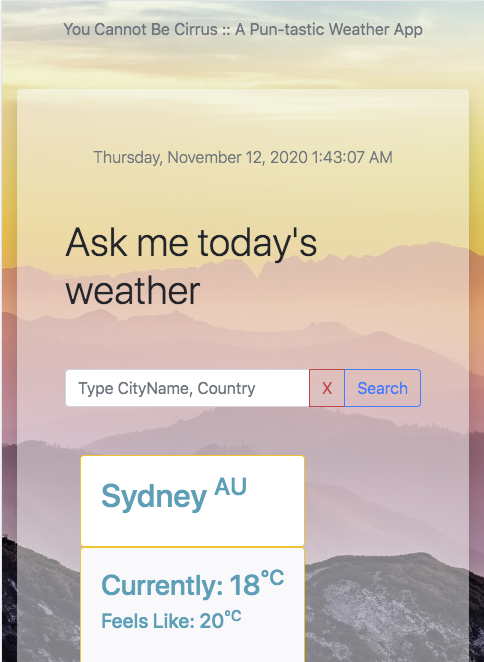 You Cannot Be Cirrus :: A Pun-tastic Weather App
Thursday, November 12, 2020 1:43:07 AM
Ask me today's
weather
Type CityName, Country X Search
Sydney AU
Currently: 18°C
Feels Like: 20°C